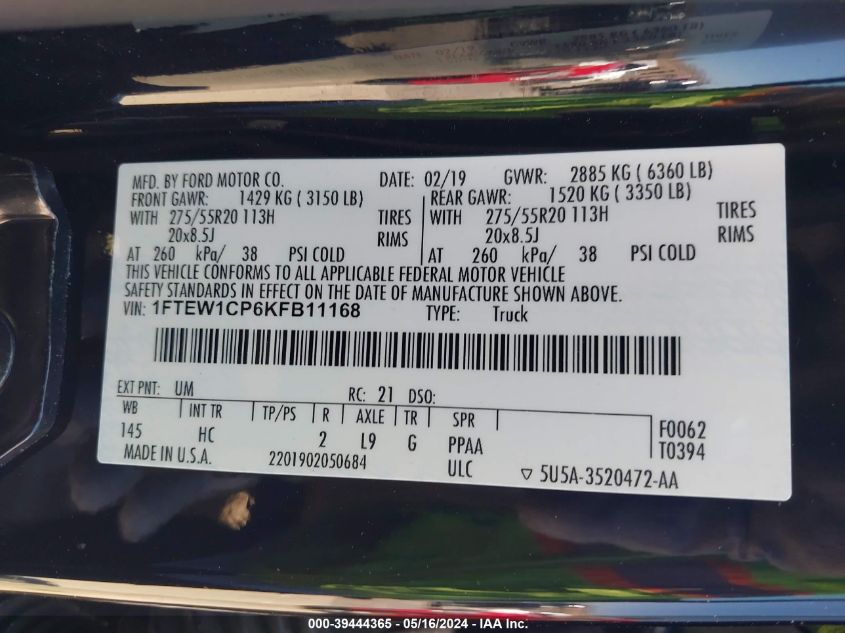 MFD. BY FORD MOTOR CO. DATE: 02/19 GVWR: 2885 KG ( 6360 LB)
FRONT GAWR: 1429 KG ( 3150 LB) REAR GAWR: 1520 KG ( 3350 LB)
WITH 275/55R20 113H TIRES WITH 275/55R20 113H TIRES
20x8.5J RIMS 20x8.5J RIMS
AT 260 kPa/ 38 PSI COLD AT 260 kPa/ 38 PSI COLD
THIS VEHICLE CONFORMS TO ALL APPLICABLE FEDERAL MOTOR VEHICLE
SAFETY STANDARDS IN EFFECT ON THE DATE OF MANUFACTURE SHOWN ABOVE.
VIN: 1FTEW1CP6KFB11168 TYPE: Truck
EXT PNT: UM RC: 21 DSO:
WB INT TR TP/PS R AXLE TR SPR F0062
145 HC 2 L9 G PPAA T0394
MADE IN U.S.A. 2201902050684 ULC ▽ 5U5A-3520472-AA
000-39444365 - 05/16/2024 - IAA Inc.